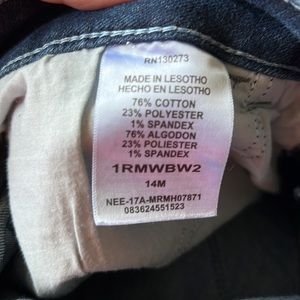 RN130273
MADE IN LESOTHO
HECHO EN LESOTHO
76% COTTON
23% POLYESTER
1% SPANDEX
76% ALGODON
23% POLIESTER
1% SPANDEX
1RMWBW2
14M
NEE-17A-MRMH07871
083624551523